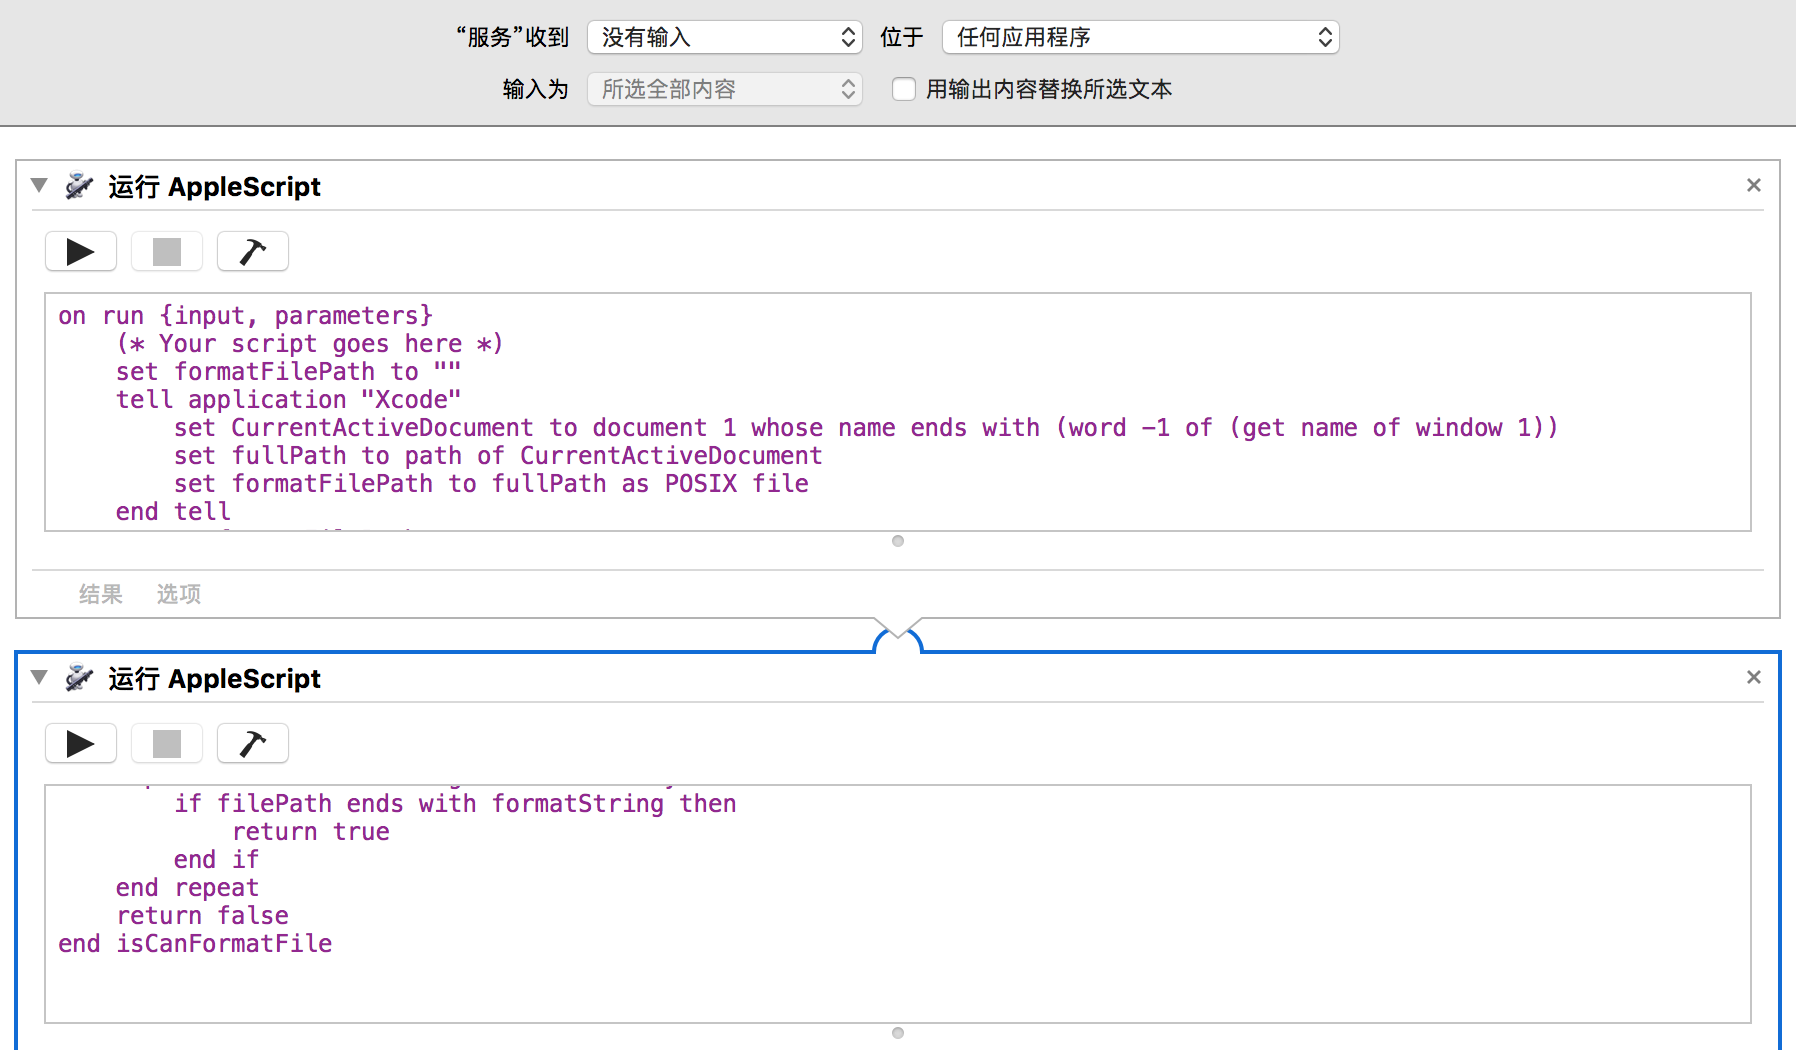 “服务”收到 没有输入 位于 任何应用程序
输入为 所选全部内容 用输出内容替换所选文本
运行 AppleScript
on run {input, parameters}
(* Your script goes here *)
set formatFilePath to ""
tell application "Xcode"
set CurrentActiveDocument to document 1 whose name ends with (word -1 of (get name of window 1))
set fullPath to path of CurrentActiveDocument
set formatFilePath to fullPath as POSIX file
end tell
结果 选项
运行 AppleScript
if filePath ends with formatString then
return true
end if
end repeat
return false
end isCanFormatFile